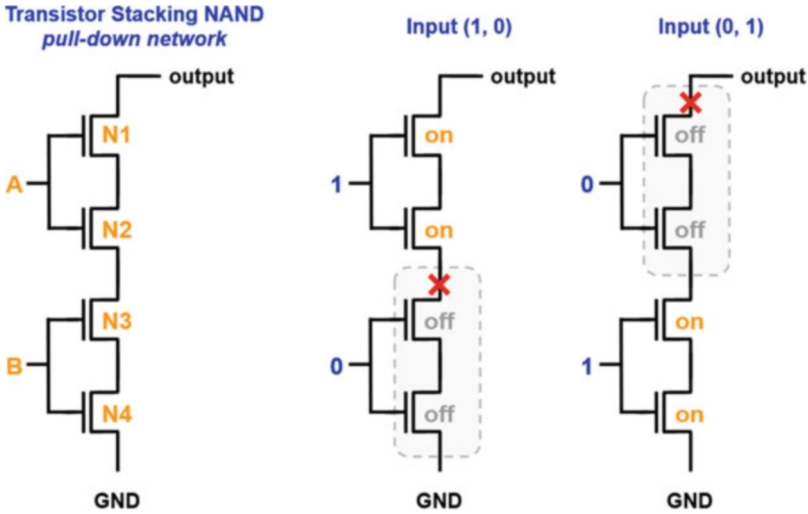 Transistor Stacking NAND
pull-down network
output
N1
A
N2
N3
B
N4
GND
Input (1, 0)
output
on
1
on
off
0
off
GND
Input (0, 1)
output
off
0
off
on
1
on
GND